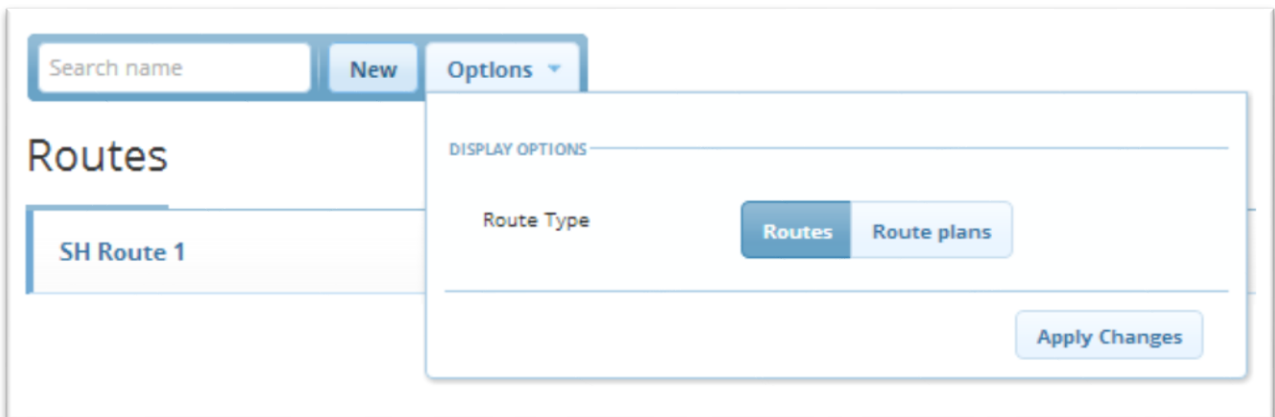 Search name
New
Options
Routes
DISPLAY OPTIONS
Route Type
Routes
Route plans
SH Route 1
Apply Changes